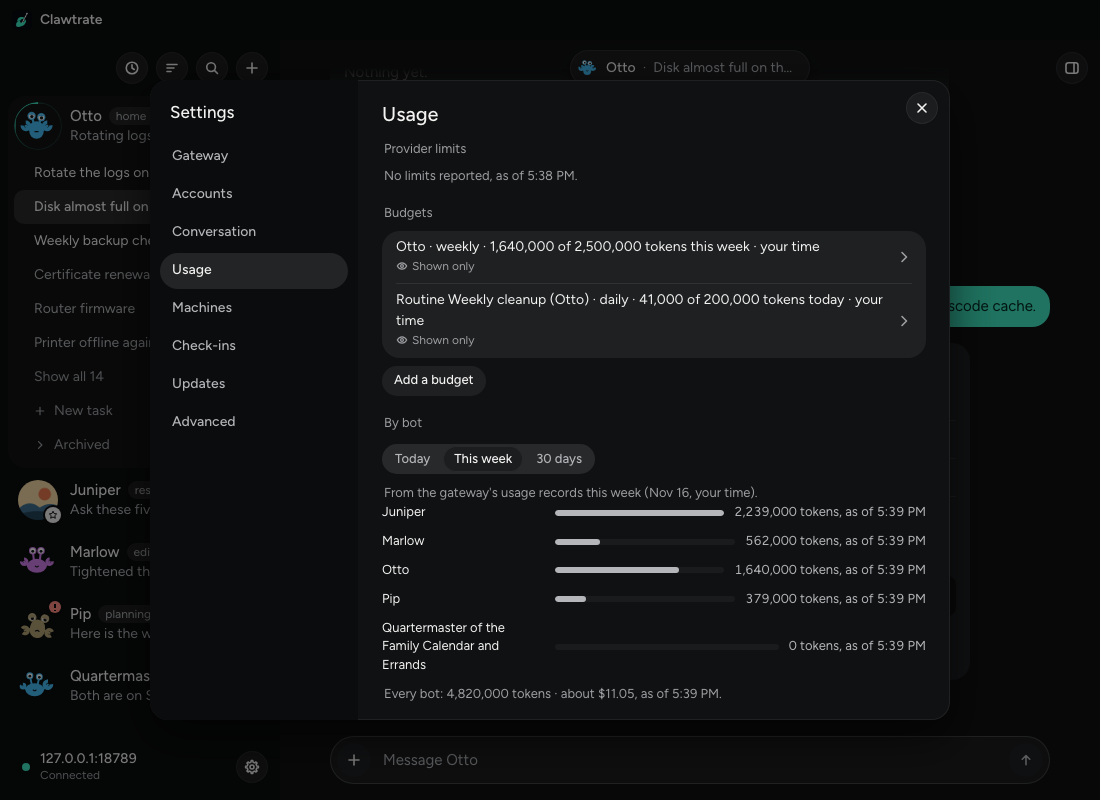 Clawtrate
Nothing yet.
Otto · Disk almost full on th…
Otto home
Rotating logs
Rotate the logs on
Disk almost full on
Weekly backup che
Certificate renewa
Router firmware
Printer offline agai
Show all 14
+ New task
Archived
Juniper res
Ask these fiv
Marlow edi
Tightened th
Pip planning
Here is the w
Quartermas
Both are on S
127.0.0.1:18789
Connected
Settings
Gateway
Accounts
Conversation
Usage
Machines
Check-ins
Updates
Advanced
Usage
Provider limits
No limits reported, as of 5:38 PM.
Budgets
Otto · weekly · 1,640,000 of 2,500,000 tokens this week · your time
Shown only
Routine Weekly cleanup (Otto) · daily · 41,000 of 200,000 tokens today · your
time
Shown only
Add a budget
By bot
Today This week 30 days
From the gateway's usage records this week (Nov 16, your time).
Juniper 2,239,000 tokens, as of 5:39 PM
Marlow 562,000 tokens, as of 5:39 PM
Otto 1,640,000 tokens, as of 5:39 PM
Pip 379,000 tokens, as of 5:39 PM
Quartermaster of the
Family Calendar and
Errands
0 tokens, as of 5:39 PM
Every bot: 4,820,000 tokens · about $11.05, as of 5:39 PM.
scode cache.
Message Otto